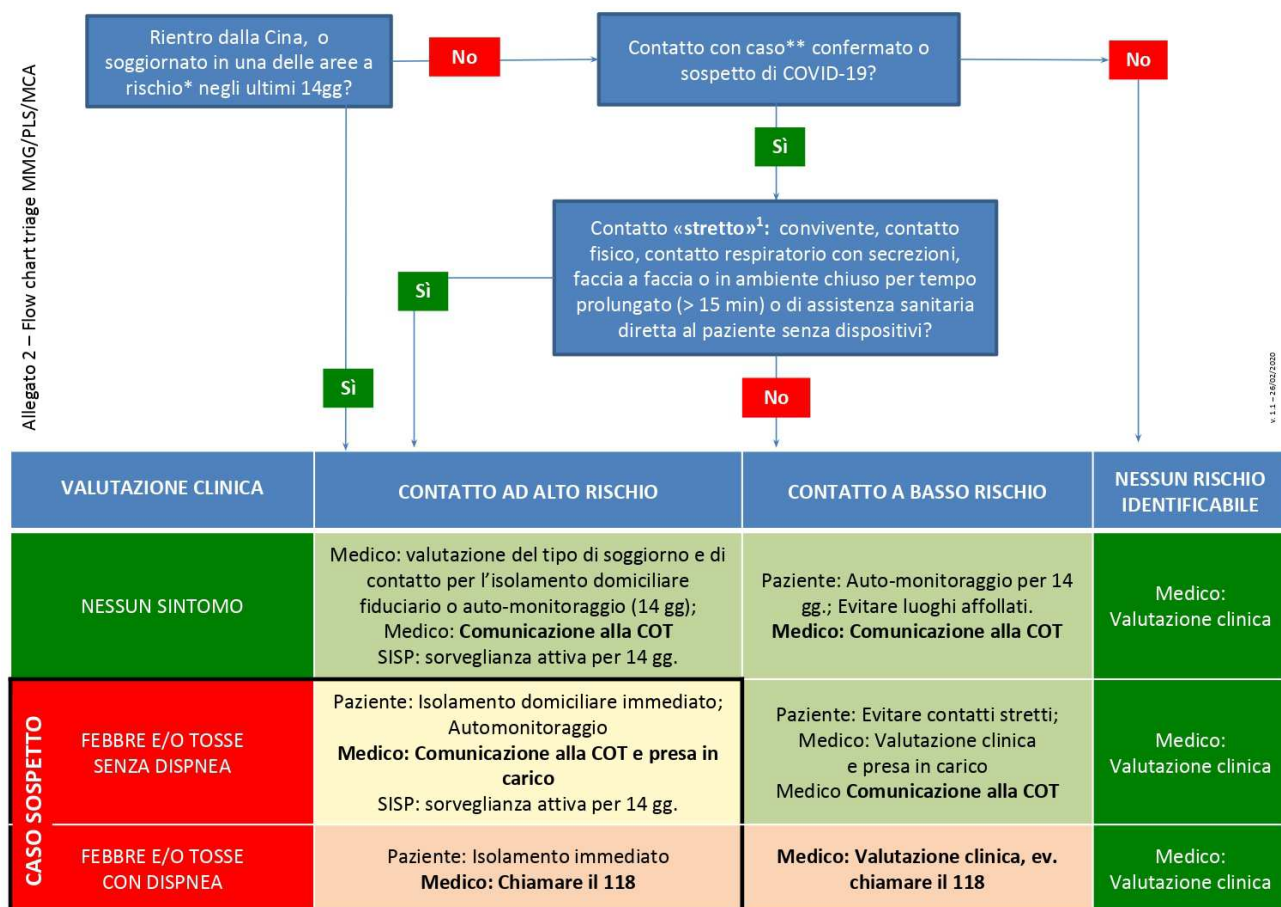 Allegato 2 – Flow chart triage MMG/PLS/MCA
Rientro dalla Cina, o
soggiornato in una delle aree a
rischio* negli ultimi 14gg?
No
Contatto con caso** confermato o
sospetto di COVID-19?
No
Sì
Contatto «stretto»¹: convivente, contatto
fisico, contatto respiratorio con secrezioni,
faccia a faccia o in ambiente chiuso per tempo
prolungato (> 15 min) o di assistenza sanitaria
diretta al paziente senza dispositivi?
Sì
Sì
No
v. 1.1 – 26/02/2020
VALUTAZIONE CLINICA
CONTATTO AD ALTO RISCHIO
CONTATTO A BASSO RISCHIO
NESSUN RISCHIO
IDENTIFICABILE
NESSUN SINTOMO
Medico: valutazione del tipo di soggiorno e di
contatto per l'isolamento domiciliare
fiduciario o auto-monitoraggio (14 gg);
Medico: Comunicazione alla COT
SISP: sorveglianza attiva per 14 gg.
Paziente: Auto-monitoraggio per 14
gg.; Evitare luoghi affollati.
Medico: Comunicazione alla COT
Medico:
Valutazione clinica
CASO SOSPETTO
FEBBRE E/O TOSSE
SENZA DISPNEA
Paziente: Isolamento domiciliare immediato;
Automonitoraggio
Medico: Comunicazione alla COT e presa in
carico
SISP: sorveglianza attiva per 14 gg.
Paziente: Evitare contatti stretti;
Medico: Valutazione clinica
e presa in carico
Medico Comunicazione alla COT
Medico:
Valutazione clinica
FEBBRE E/O TOSSE
CON DISPNEA
Paziente: Isolamento immediato
Medico: Chiamare il 118
Medico: Valutazione clinica, ev.
chiamare il 118
Medico:
Valutazione clinica